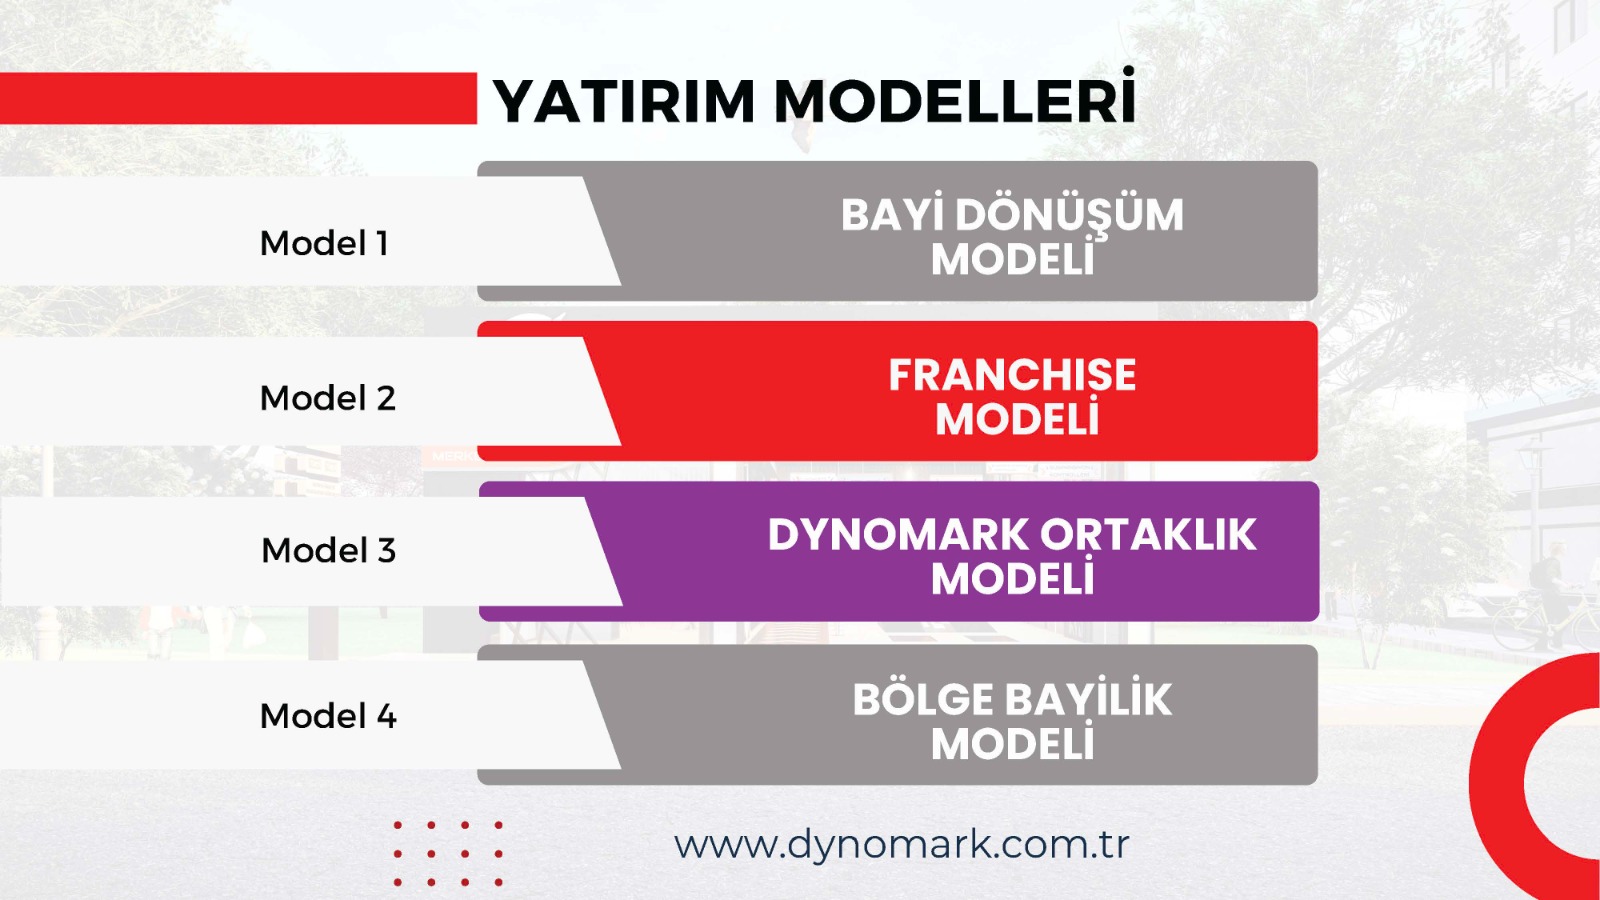 YATIRIM MODELLERİ
Model 1
BAYİ DÖNÜŞÜM
MODELİ
Model 2
FRANCHISE
MODELİ
Model 3
DYNOMARK ORTAKLIK
MODELİ
Model 4
BÖLGE BAYİLİK
MODELİ
www.dynomark.com.tr